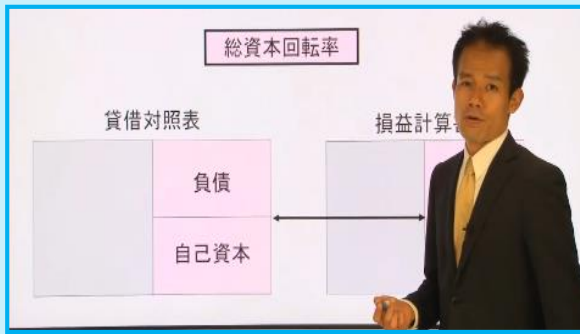 総資本回転率
貸借対照表
損益計算
負債
自己資本